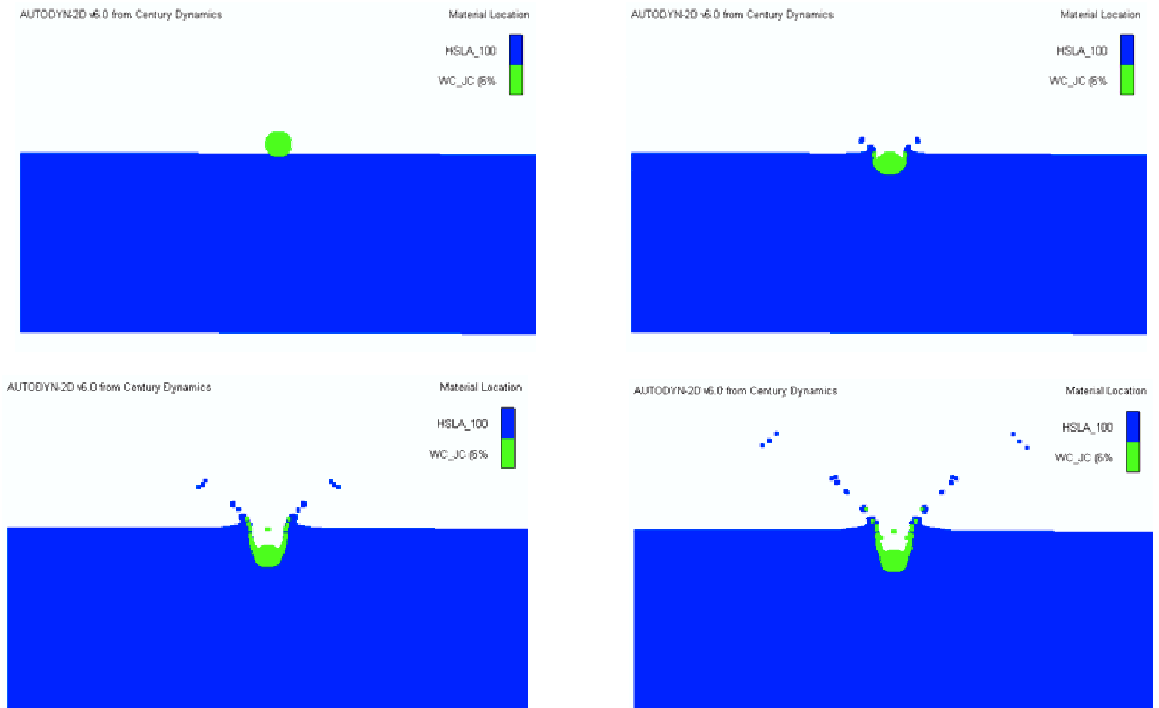 AUTODYN-2D v6.0 from Century Dynamics
Material Location
HSLA_100
WC_JC (6%
AUTODYN-2D v6.0 from Century Dynamics
Material Location
HSLA_100
WC_JC (6%
AUTODYN-2D v6.0 from Century Dynamics
Material Location
HSLA_100
WC_JC (6%
AUTODYN-2D v6.0 from Century Dynamics
Material Location
HSLA_100
WC_JC (6%